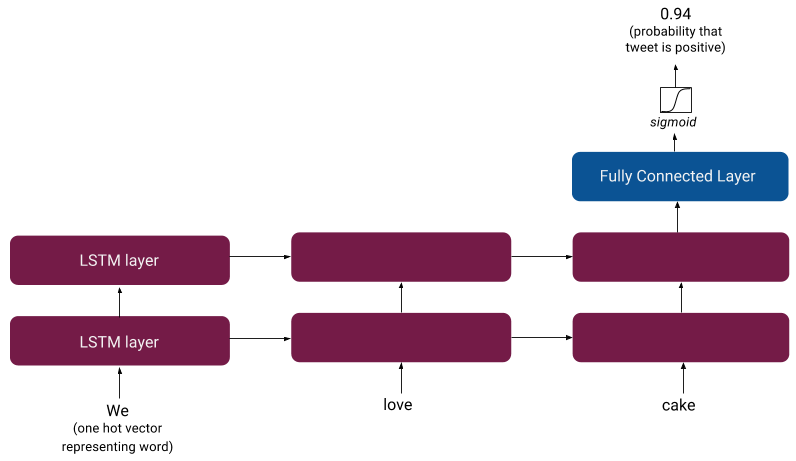 0.94
(probability that
tweet is positive)
sigmoid
Fully Connected Layer
LSTM layer
LSTM layer
We
(one hot vector
representing word)
love
cake